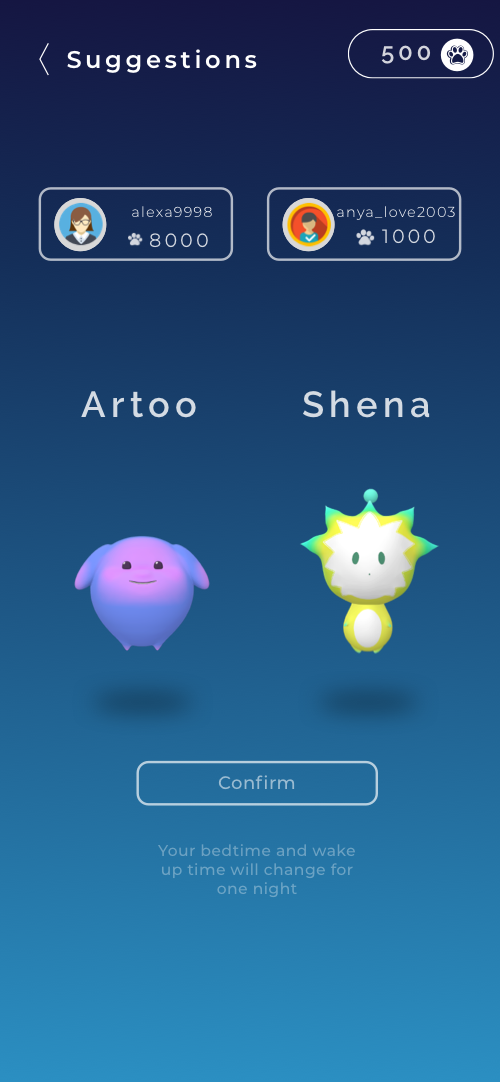 Suggestions
500
alexa9998
8000
anya_love2003
1000
Artoo
Shena
Confirm
Your bedtime and wake
up time will change for
one night